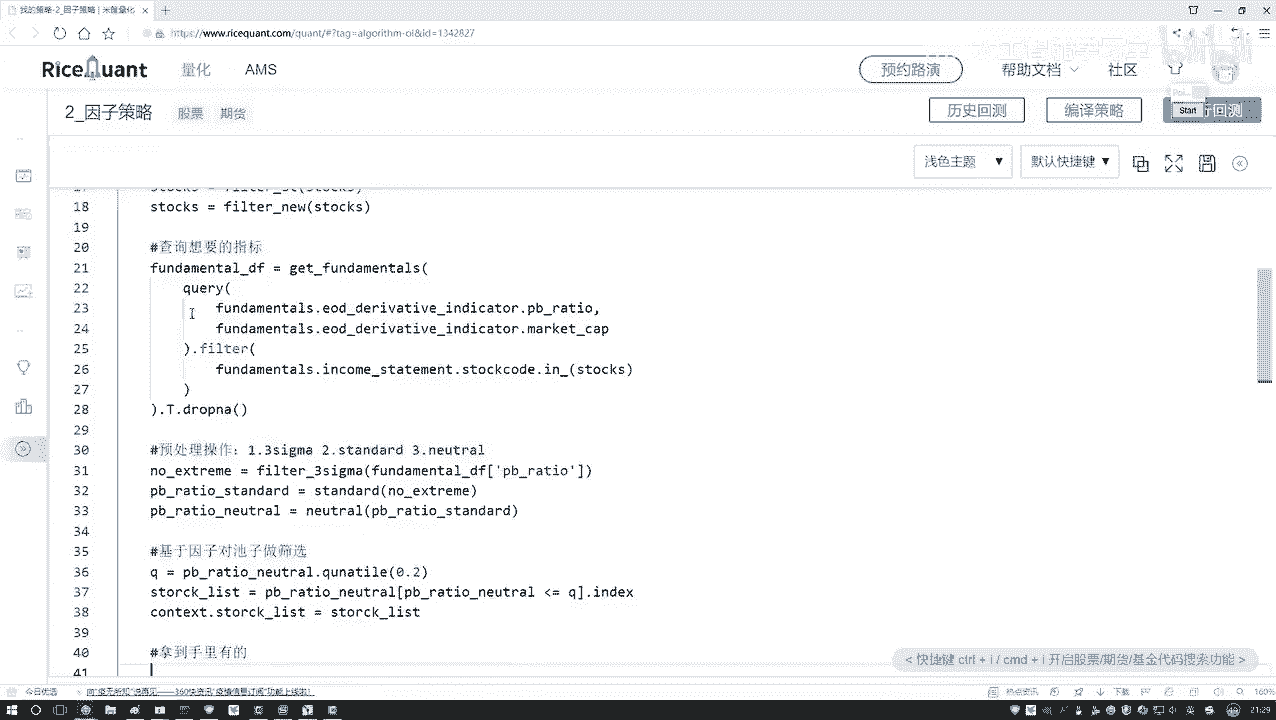 我的策略-2_因子策略 | 米筐量化
https://www.ricequant.com/quant/#?tag=algorithm-oi&id=1342827
RiceQuant 量化 AMS 预约路演 帮助文档 社区
2_因子策略 股票 期货 历史回测 编译策略 Start 回测
浅色主题 默认快捷键
18 stocks = filter_new(stocks)
19
20 #查询想要的指标
21 fundamental_df = get_fundamentals(
22 query(
23 fundamentals.eod_derivative_indicator.pb_ratio,
24 fundamentals.eod_derivative_indicator.market_cap
25 ).filter(
26 fundamentals.income_statement.stockcode.in_(stocks)
27 )
28 ).T.dropna()
29
30 #预处理操作：1.3sigma 2.standard 3.neutral
31 no_extreme = filter_3sigma(fundamental_df['pb_ratio'])
32 pb_ratio_standard = standard(no_extreme)
33 pb_ratio_neutral = neutral(pb_ratio_standard)
34
35 #基于因子对池子做筛选
36 q = pb_ratio_neutral.qunatile(0.2)
37 storck_list = pb_ratio_neutral[pb_ratio_neutral <= q].index
38 context.storck_list = storck_list
39
40 #拿到手里有的
41
< 快捷键 ctrl + i / cmd + i 开启股票/期货/基金代码搜索功能 >
今日优选
下载 100%
21:29